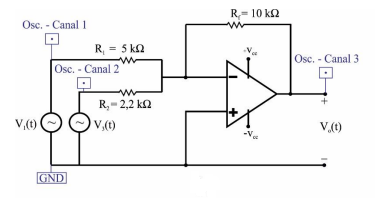 Osc. - Canal 1
R₁ = 5 kΩ
Rf = 10 kΩ
Osc. - Canal 2
R₂ = 2,2 kΩ
-Vcc
Osc. - Canal 3
-Vcc
V₁(t)
V₂(t)
+
Vo(t)
−
GND